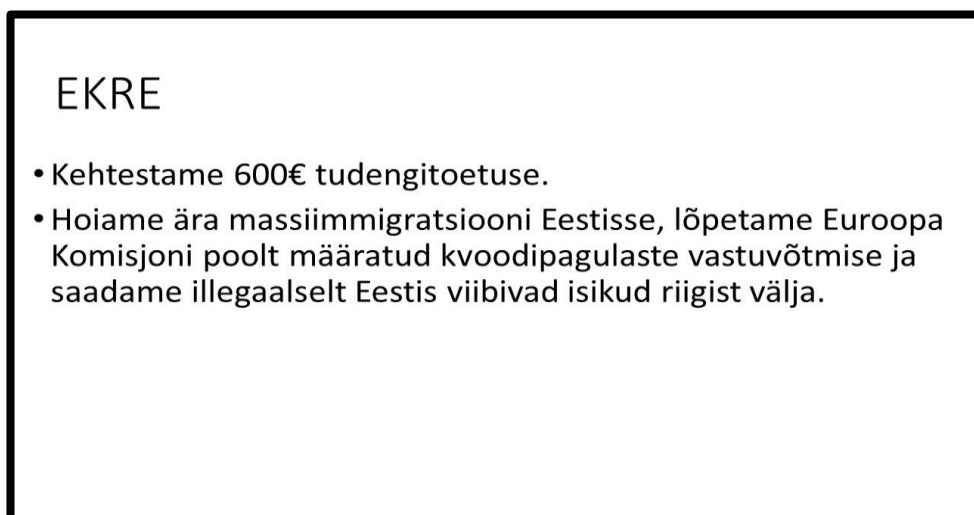 EKRE
• Kehtestame 600€ tudengitoetuse.
• Hoiame ära massiimmigratsiooni Eestisse, lõpetame Euroopa
Komisjoni poolt määratud kvoodipagulaste vastuvõtmise ja
saadame illegaalselt Eestis viibivad isikud riigist välja.